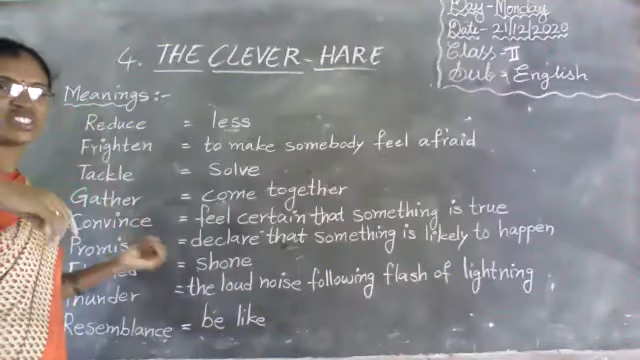 Day - Monday
Date - 21/12/2020
Class - II
Sub - English
4. THE CLEVER - HARE
Meanings:-
Reduce = less
Frighten = to make somebody feel afraid
Tackle = Solve
Gather = come together
Convince = feel certain that something is true
Promis = declare that something is likely to happen
= shone
= the loud noise following flash of lightning
Resemblance = be like